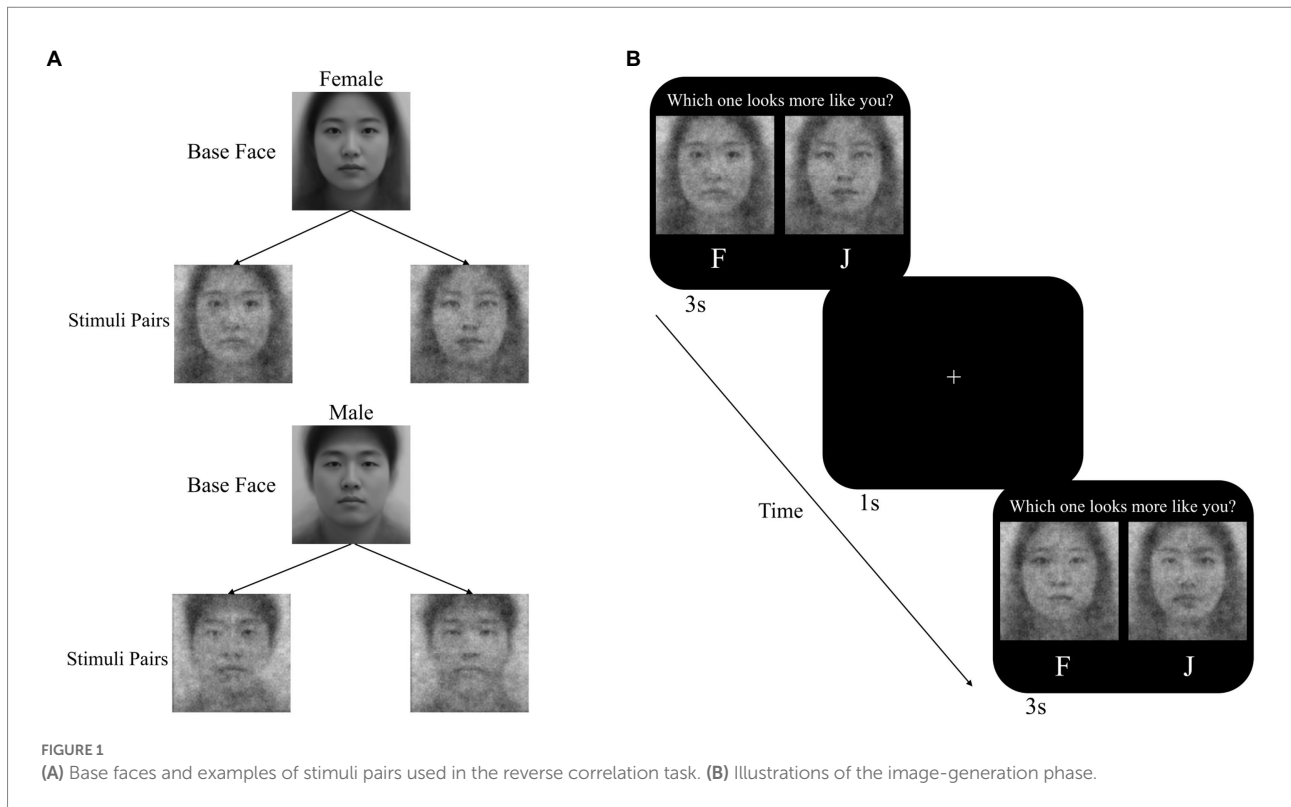 A
Female
Base Face
Stimuli Pairs
Male
Base Face
Stimuli Pairs
B
Which one looks more like you?
F J
3s
+
1s
Time
Which one looks more like you?
F J
3s
FIGURE 1
(A) Base faces and examples of stimuli pairs used in the reverse correlation task. (B) Illustrations of the image-generation phase.